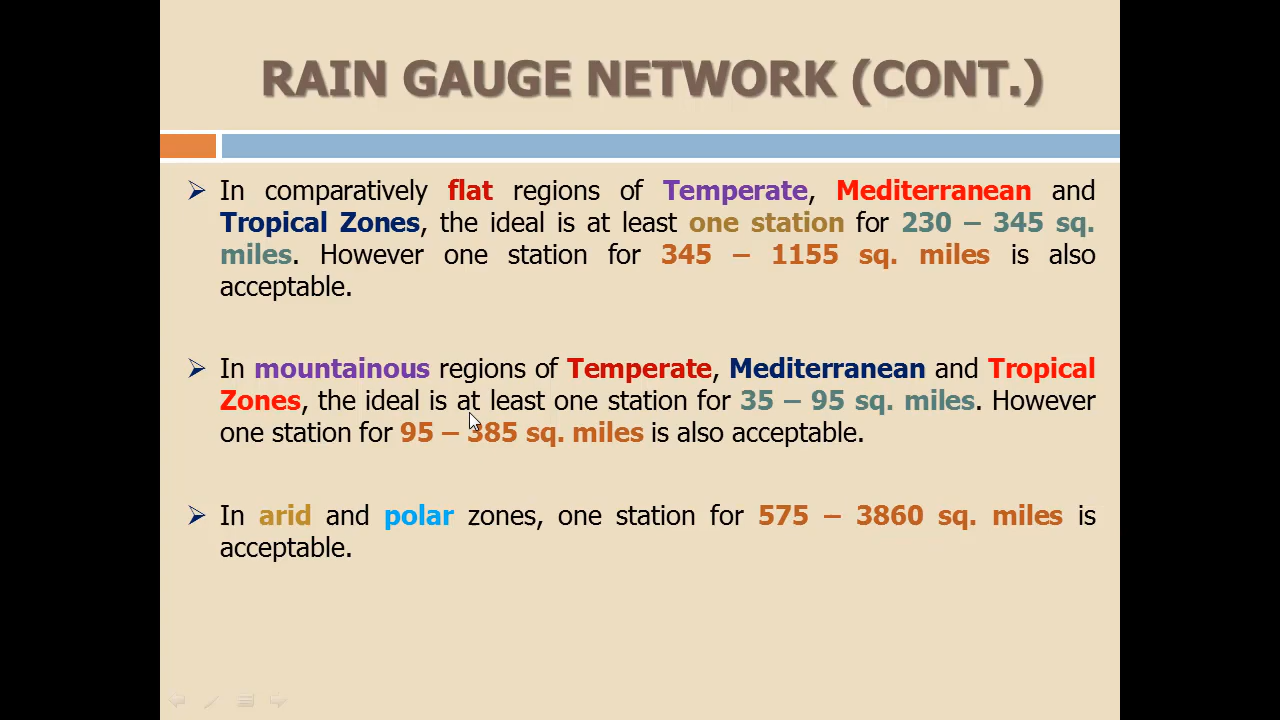 RAIN GAUGE NETWORK (CONT.)
In comparatively flat regions of Temperate, Mediterranean and
Tropical Zones, the ideal is at least one station for 230 – 345 sq.
miles. However one station for 345 – 1155 sq. miles is also
acceptable.
In mountainous regions of Temperate, Mediterranean and Tropical
Zones, the ideal is at least one station for 35 – 95 sq. miles. However
one station for 95 – 385 sq. miles is also acceptable.
In arid and polar zones, one station for 575 – 3860 sq. miles is
acceptable.